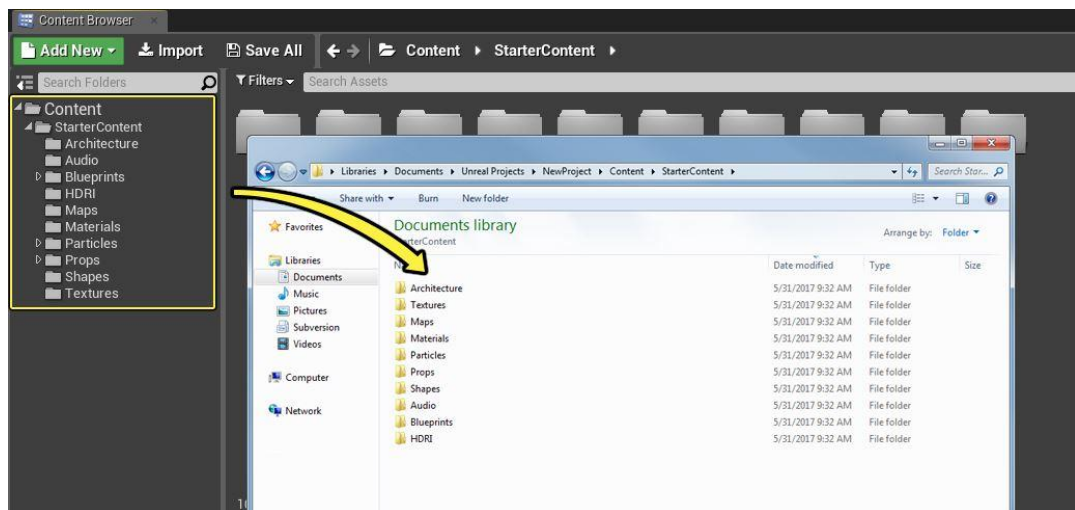 Content Browser
Add New
Import
Save All
Content
StarterContent
Search Folders
Filters
Search Assets
Content
StarterContent
Architecture
Audio
Blueprints
HDRI
Maps
Materials
Particles
Props
Shapes
Textures
Libraries
Documents
Unreal Projects
NewProject
Content
StarterContent
Search Star...
Share with
Burn
New folder
Favorites
Libraries
Documents
Music
Pictures
Subversion
Videos
Computer
Network
Documents library
Arrange by: Folder
Date modified Type Size
Architecture 5/31/2017 9:32 AM File folder
Textures 5/31/2017 9:32 AM File folder
Maps 5/31/2017 9:32 AM File folder
Materials 5/31/2017 9:32 AM File folder
Particles 5/31/2017 9:32 AM File folder
Props 5/31/2017 9:32 AM File folder
Shapes 5/31/2017 9:32 AM File folder
Audio 5/31/2017 9:32 AM File folder
Blueprints 5/31/2017 9:32 AM File folder
HDRI 5/31/2017 9:32 AM File folder